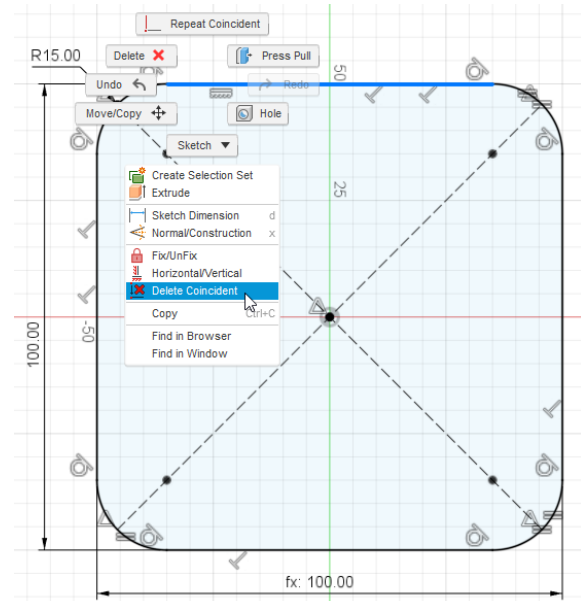 Repeat Coincident
R15.00
Delete
Press Pull
50
Undo
Redo
Move/Copy
Hole
Sketch
Create Selection Set
Extrude
25
Sketch Dimension d
Normal/Construction x
Fix/UnFix
Horizontal/Vertical
Delete Coincident
Copy Ctrl+C
-50
100.00
Find in Browser
Find in Window
fx: 100.00